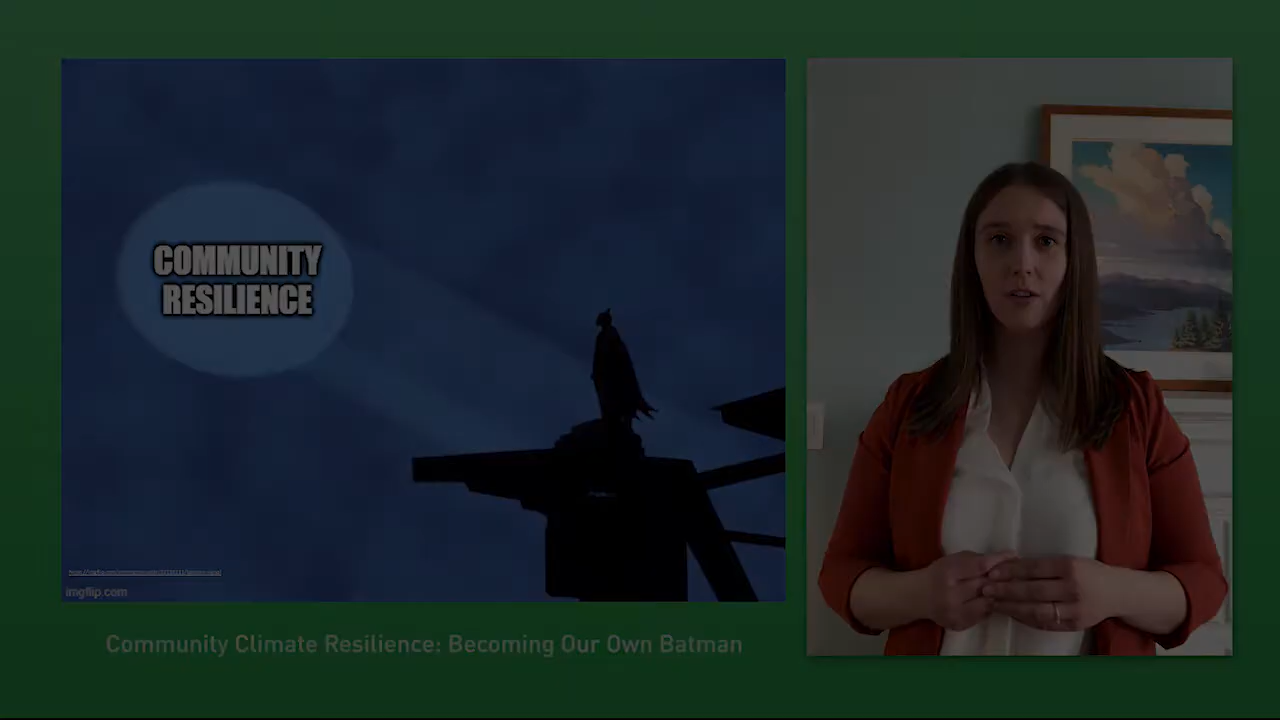 COMMUNITY
RESILIENCE
imgflip.com
Community Climate Resilience: Becoming Our Own Batman